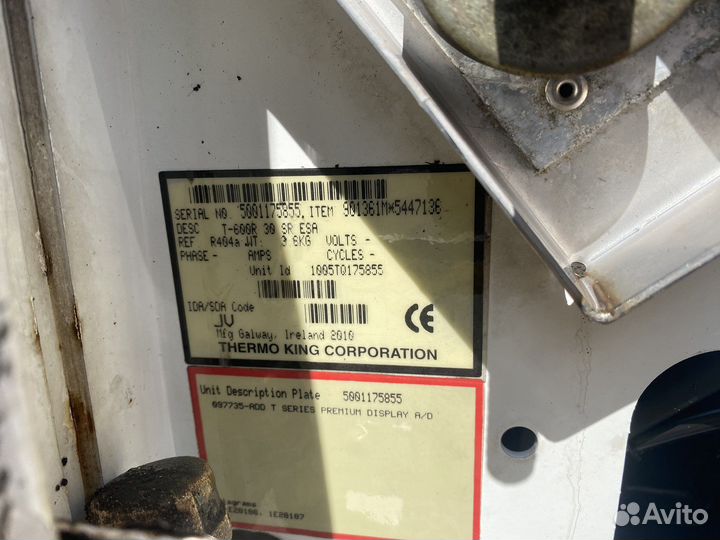 SERIAL NO. 5001175855, ITEM 901361M*5447136
DESC T-600R 30 SR ESA
REF R404a WT: 3.6KG VOLTS -
PHASE - AMPS CYCLES -
Unit Id 1005TQ175855
IDA/SDA Code
JV
Mfg Galway, Ireland 2010
CE
THERMO KING CORPORATION
Unit Description Plate 5001175855
097735-ADD T SERIES PREMIUM DISPLAY A/D
1E20187
Avito